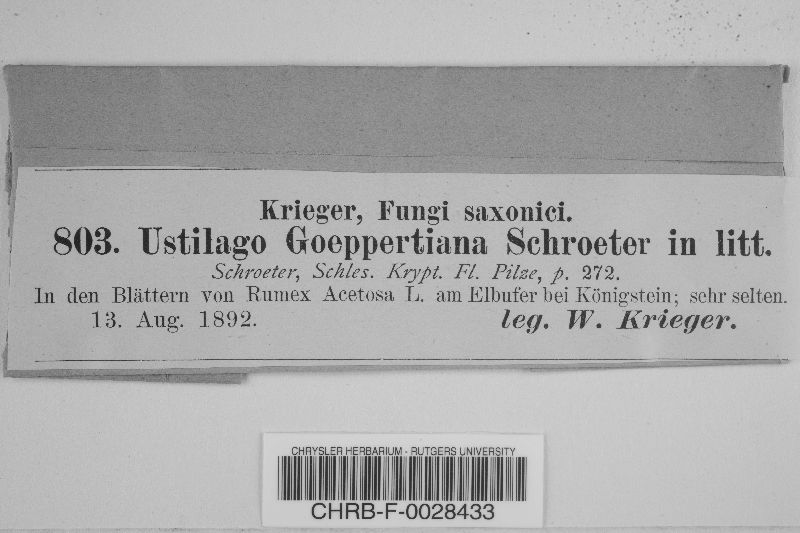 Krieger, Fungi saxonici.
803. Ustilago Goeppertiana Schroeter in litt.
Schroeter, Schles. Krypt. Fl. Pilze, p. 272.
In den Blättern von Rumex Acetosa L. am Elbufer bei Königstein; sehr selten.
13. Aug. 1892. leg. W. Krieger.
CHRYSLER HERBARIUM - RUTGERS UNIVERSITY
CHRB-F-0028433